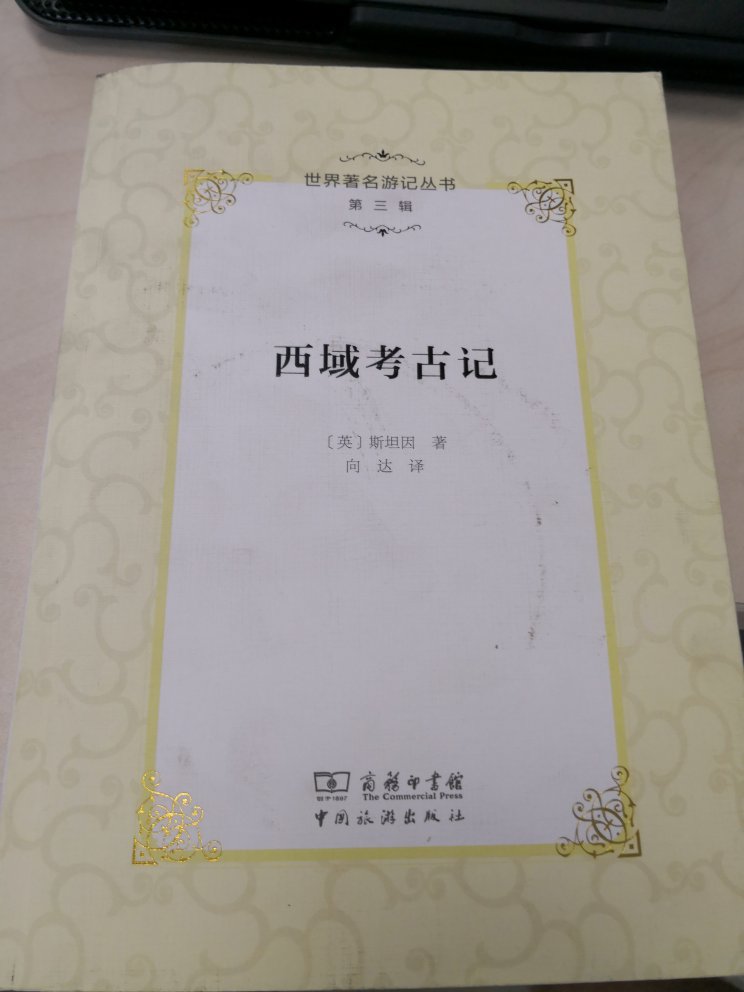 世界著名游记丛书
第三辑
西域考古记
〔英〕斯坦因 著
向达 译
商務印書館
The Commercial Press
中国旅游出版社